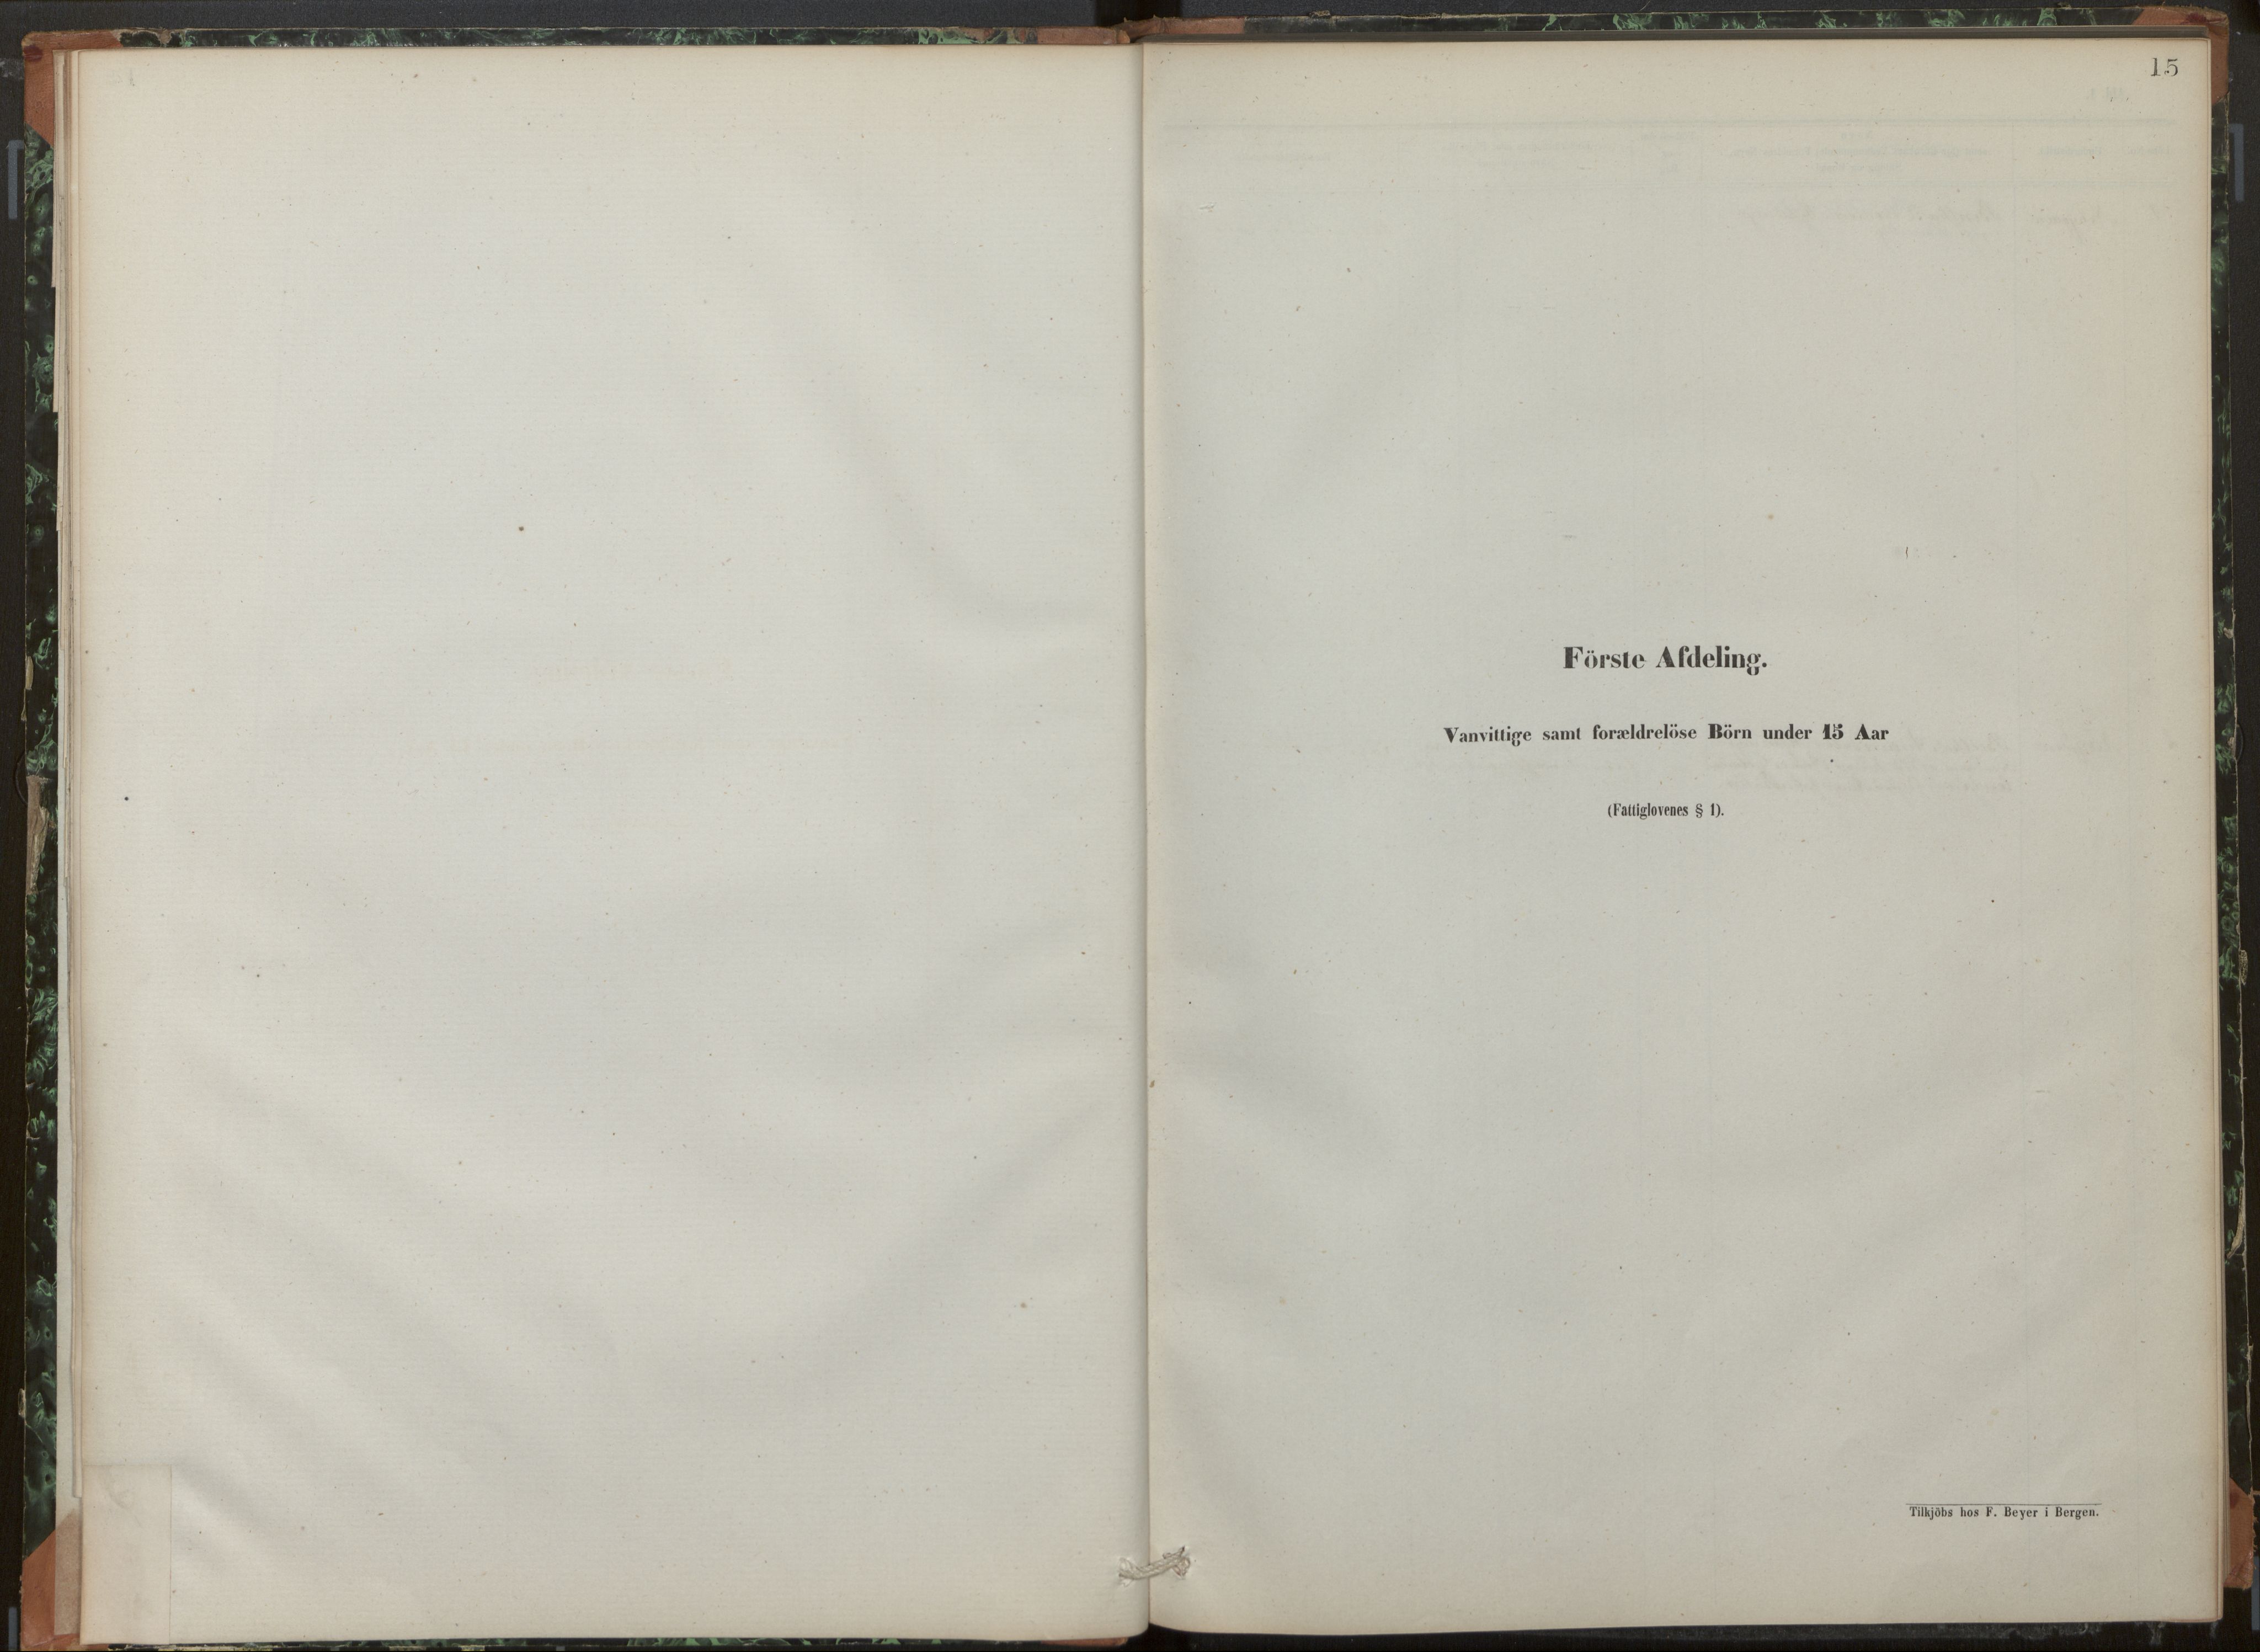 15
Förste Afdeling.
Vanvittige samt forældrelöse Börn under 15 Aar
(Fattiglovenes § 1).
Tilkjöbs hos F. Beyer i Bergen.